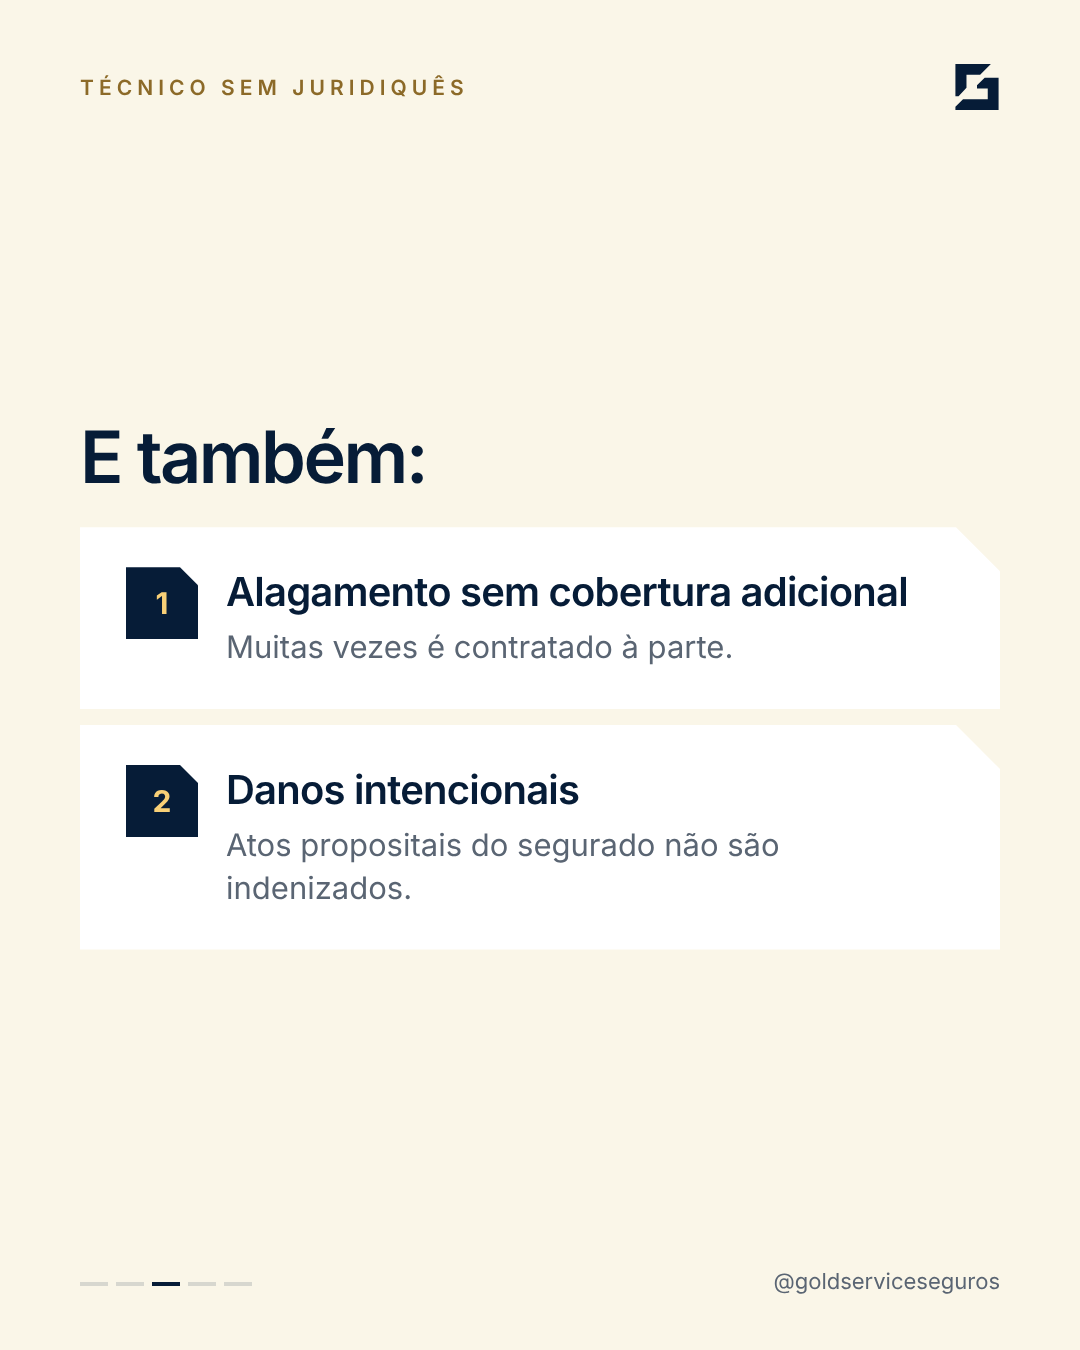 TÉCNICO SEM JURIDIQUÊS
E também:
1
Alagamento sem cobertura adicional
Muitas vezes é contratado à parte.
2
Danos intencionais
Atos propositais do segurado não são
indenizados.
@goldserviceseguros